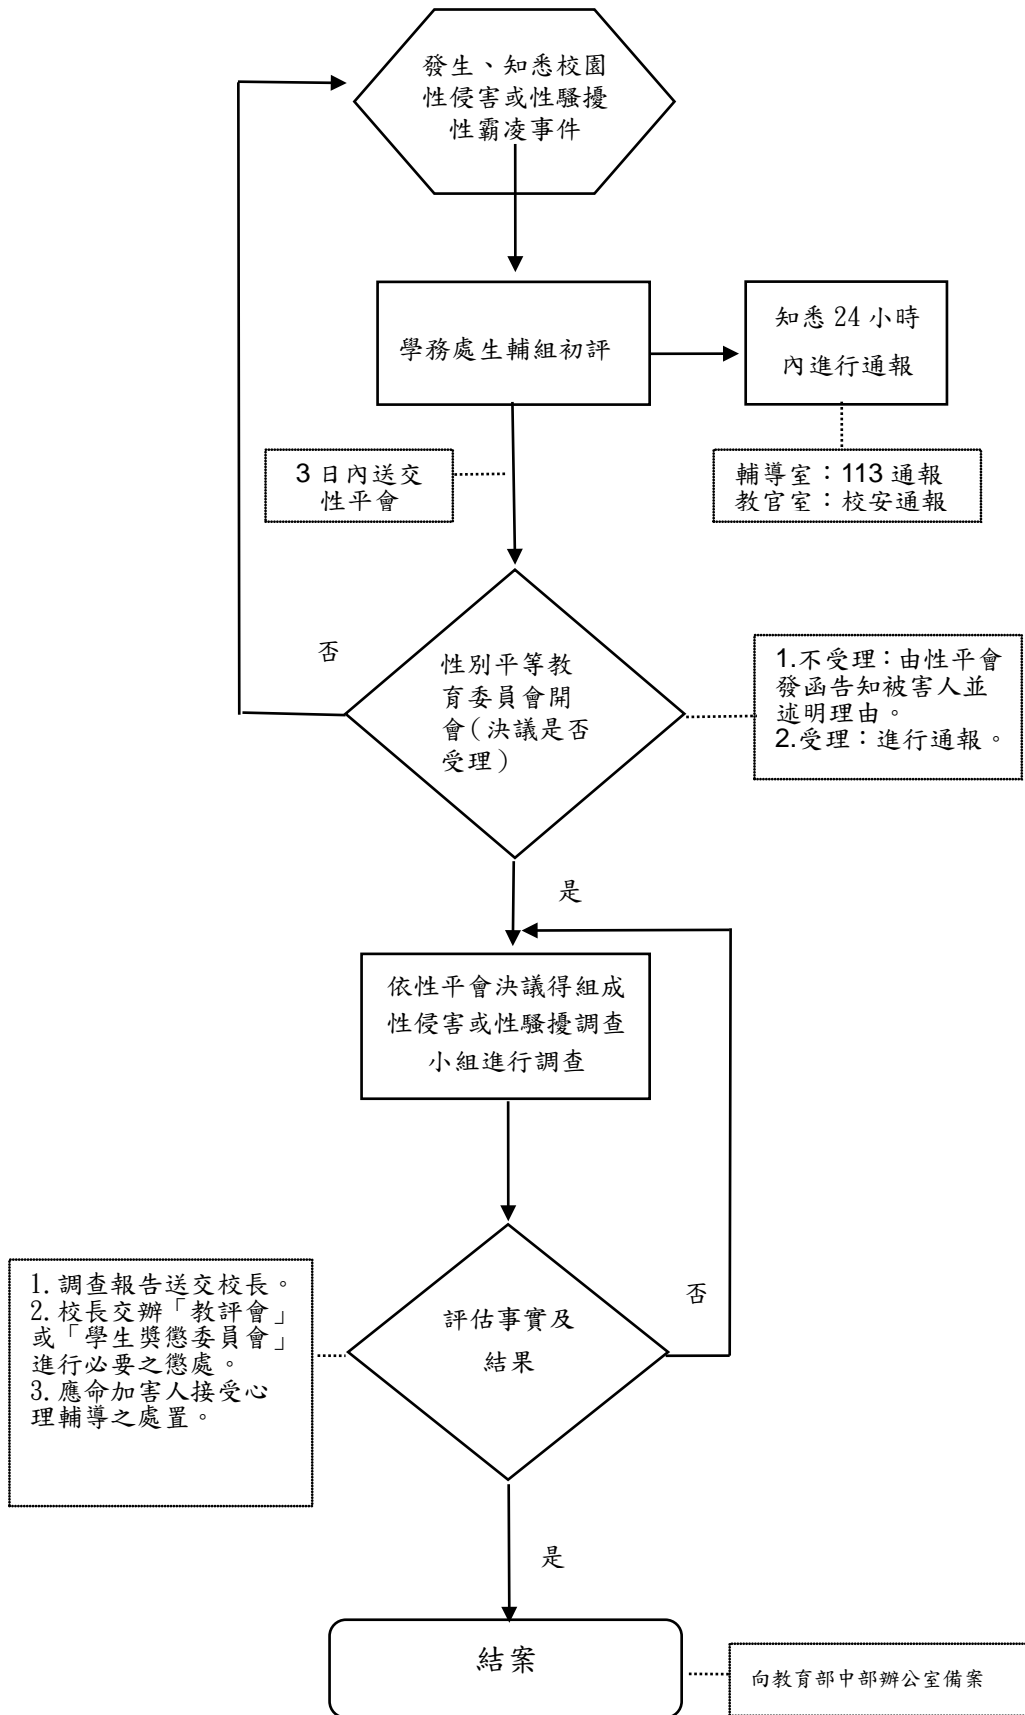 發生、知悉校園
性侵害或性騷擾
性霸凌事件
學務處生輔組初評
知悉24小時
內進行通報
3日內送交
性平會
輔導室：113通報
教官室：校安通報
否
性別平等教
育委員會開
會(決議是否
受理)
1.不受理：由性平會
發函告知被害人並
述明理由。
2.受理：進行通報。
是
依性平會決議得組成
性侵害或性騷擾調查
小組進行調查
1.調查報告送交校長。
2.校長交辦「教評會」
或「學生獎懲委員會」
進行必要之懲處。
3.應命加害人接受心
理輔導之處置。
評估事實及
結果
否
是
結案
向教育部中部辦公室備案